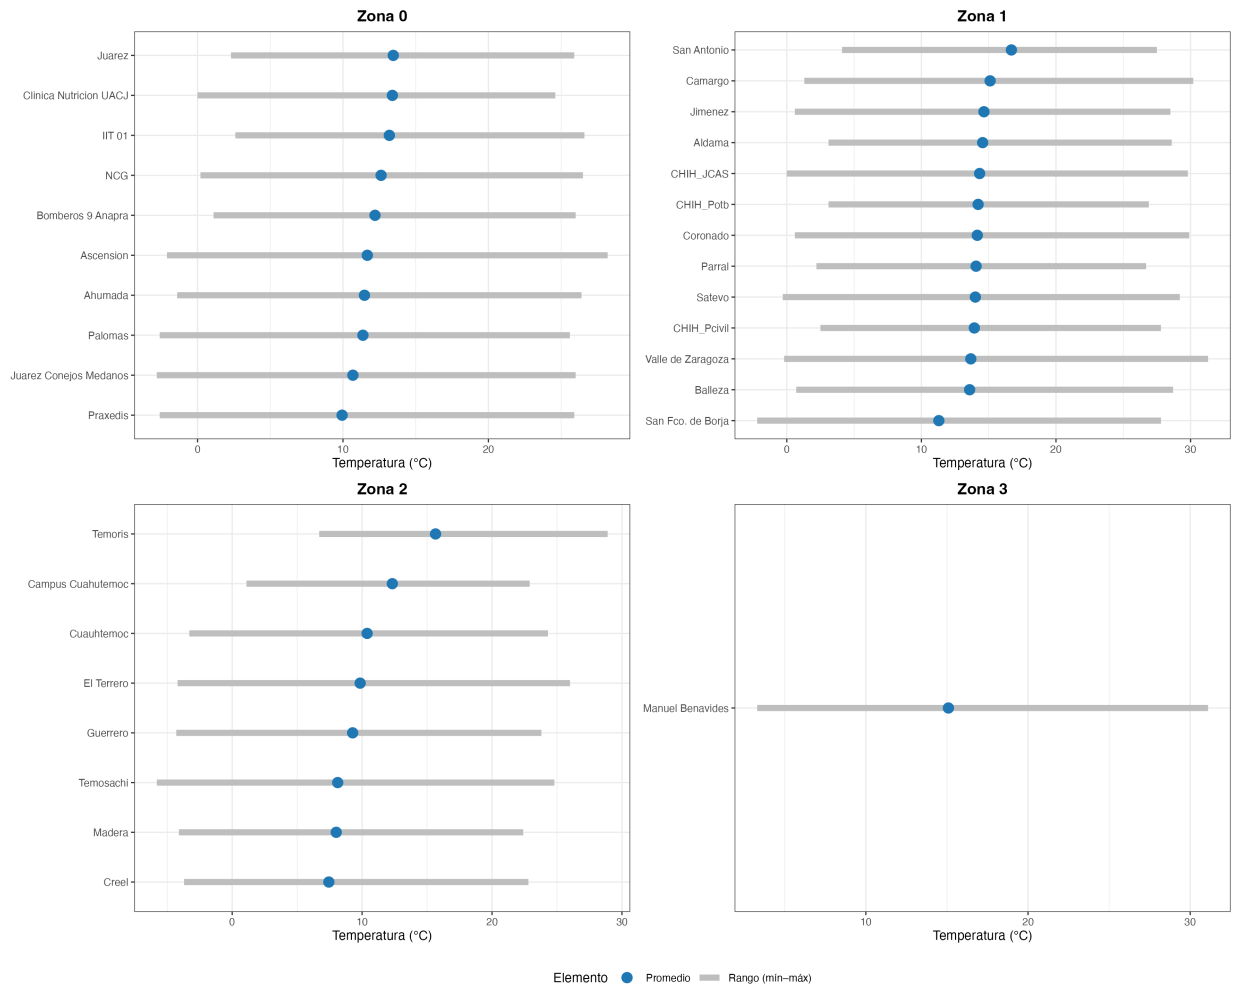 Zona 0
Juarez
Clinica Nutricion UACJ
IIT 01
NCG
Bomberos 9 Anapra
Ascension
Ahumada
Palomas
Juarez Conejos Medanos
Praxedis
0 10 20
Temperatura (°C)
Zona 1
San Antonio
Camargo
Jimenez
Aldama
CHIH_JCAS
CHIH_Potb
Coronado
Parral
Satevo
CHIH_Pcivil
Valle de Zaragoza
Balleza
San Fco. de Borja
0 10 20 30
Temperatura (°C)
Zona 2
Temoris
Campus Cuahutemoc
Cuauhtemoc
El Terrero
Guerrero
Temosachi
Madera
Creel
0 10 20 30
Temperatura (°C)
Zona 3
Manuel Benavides
10 20 30
Temperatura (°C)
Elemento Promedio Rango (mín–máx)